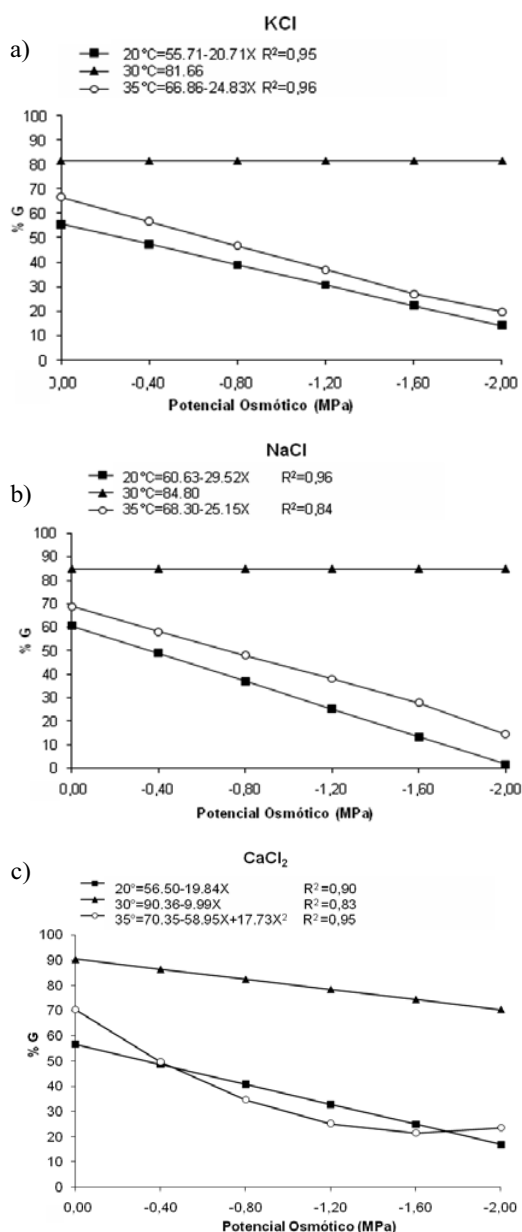 KCl
a)
20°C=55.71-20.71X R²=0,95
30°C=81.66
35°C=66.86-24.83X R²=0,96
100
90
80
70
60
50
40
30
20
10
0
% G
0,00 -0,40 -0,80 -1,20 -1,60 -2,00
Potencial Osmótico (MPa)
NaCl
b)
20°C=60.63-29.52X R²=0,96
30°C=84.80
35°C=68.30-25.15X R²=0,84
100
90
80
70
60
50
40
30
20
10
0
% G
0,00 -0,40 -0,80 -1,20 -1,60 -2,00
Potencial Osmótico (MPa)
CaCl₂
c)
20°=56.50-19.84X R²=0,90
30°=90.36-9.99X R²=0,83
35°=70.35-58.95X+17.73X² R²=0,95
100
90
80
70
60
50
40
30
20
10
0
% G
0,00 -0,40 -0,80 -1,20 -1,60 -2,00
Potencial Osmótico (MPa)